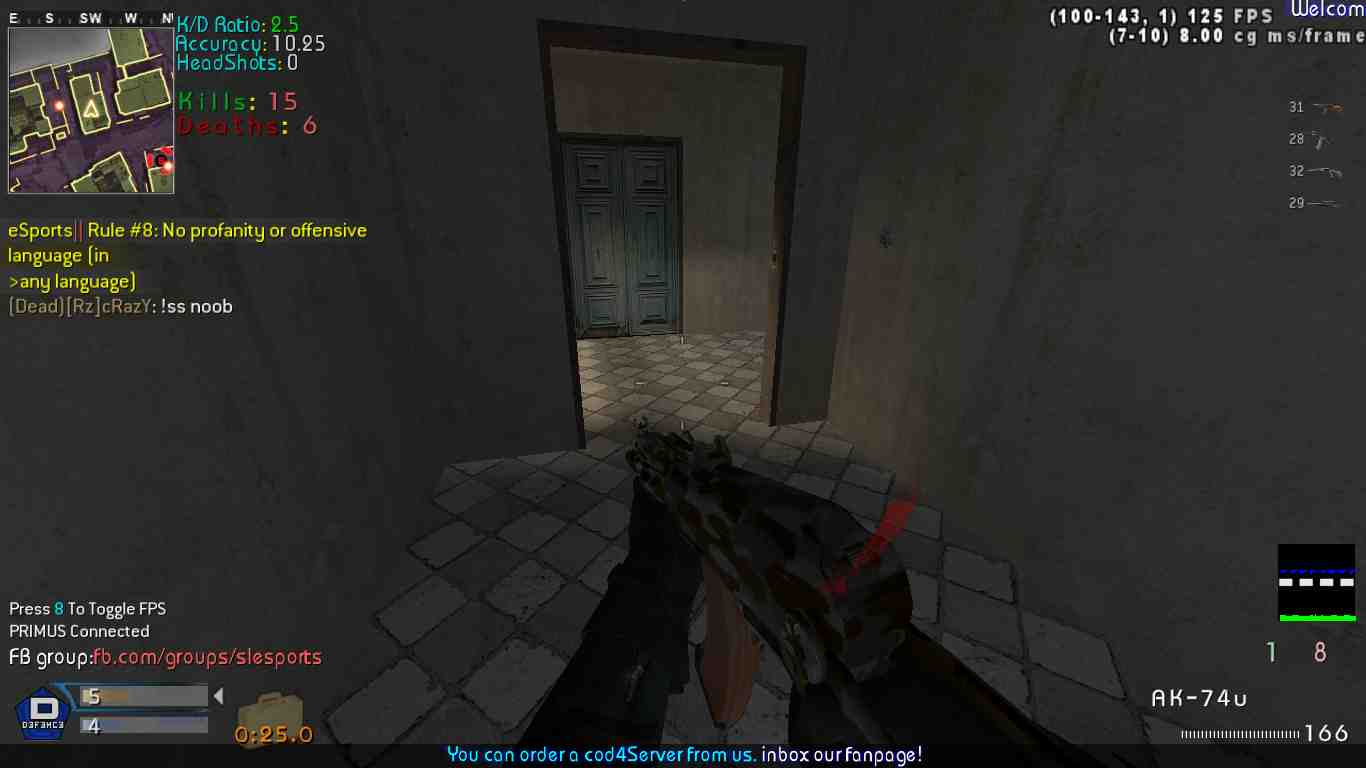 E S SW W N
K/D Ratio: 2.5
Accuracy: 10.25
HeadShots: 0
Kills: 15
Deaths: 6
(100-143, 1) 125 FPS
Welcom
(7-10) 8.00 cg ms/frame
31
28
32
29
C
eSports|| Rule #8: No profanity or offensive
language (in
>any language)
(Dead)[Rz]cRazY: !ss noob
Press 8 To Toggle FPS
PRIMUS Connected
FB group:fb.com/groups/slesports
D
D3F3NC3
5
4
0:25.0
1 8
AK-74u
166
You can order a cod4Server from us. inbox our fanpage!